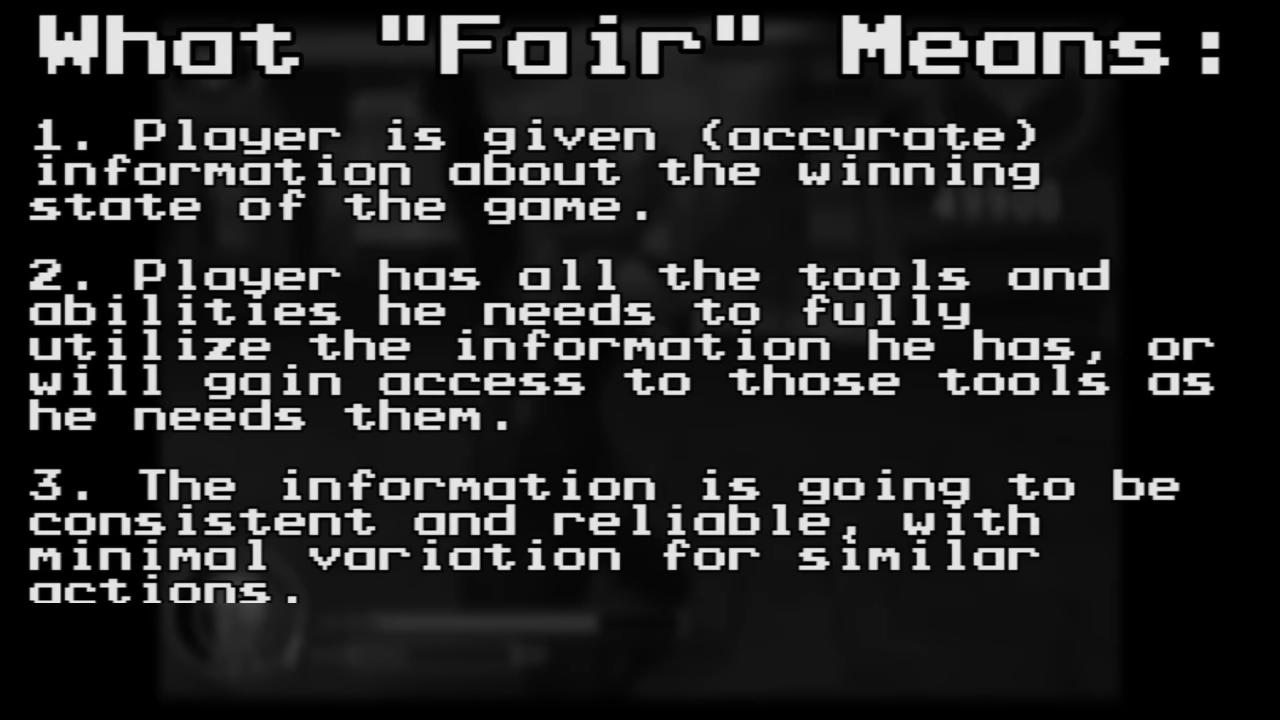 What "Fair" Means:
1. Player is given (accurate)
information about the winning
state of the game.
2. Player has all the tools and
abilities he needs to fully
utilize the information he has, or
will gain access to those tools as
he needs them.
3. The information is going to be
consistent and reliable, with
minimal variation for similar
actions.